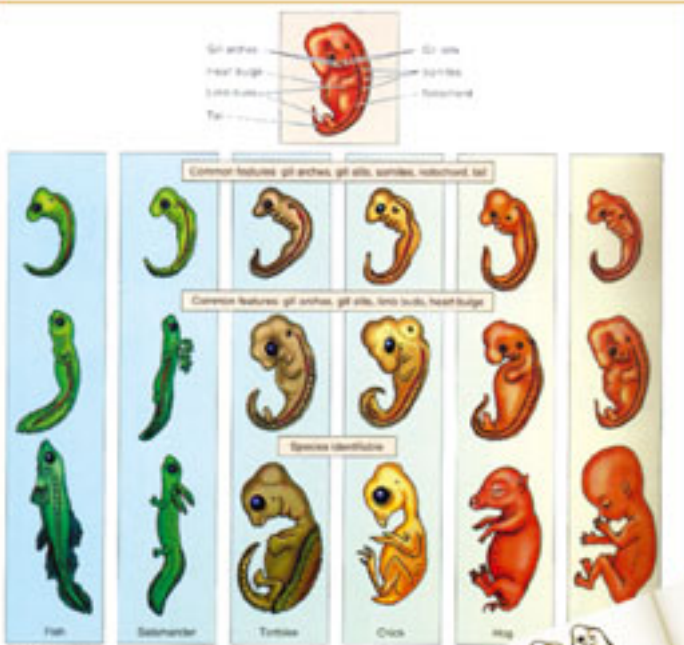 Gill arches
Gill slits
Heart bulge
Somites
Limb buds
Notochord
Tail
Common features: gill arches, gill slits, somites, notochord, tail
Common features: gill arches, gill slits, limb buds, heart bulge
Species identifiable
Fish
Salamander
Tortoise
Chick
Hog